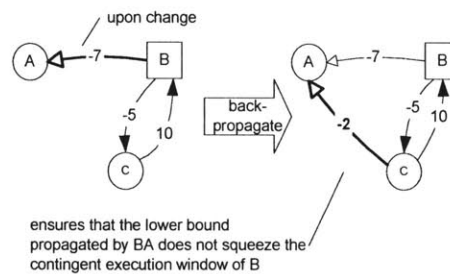 upon change
A
-7
B
-5
10
C
back-
propagate
A
-7
B
-5
10
-2
C
ensures that the lower bound
propagated by BA does not squeeze the
contingent execution window of B